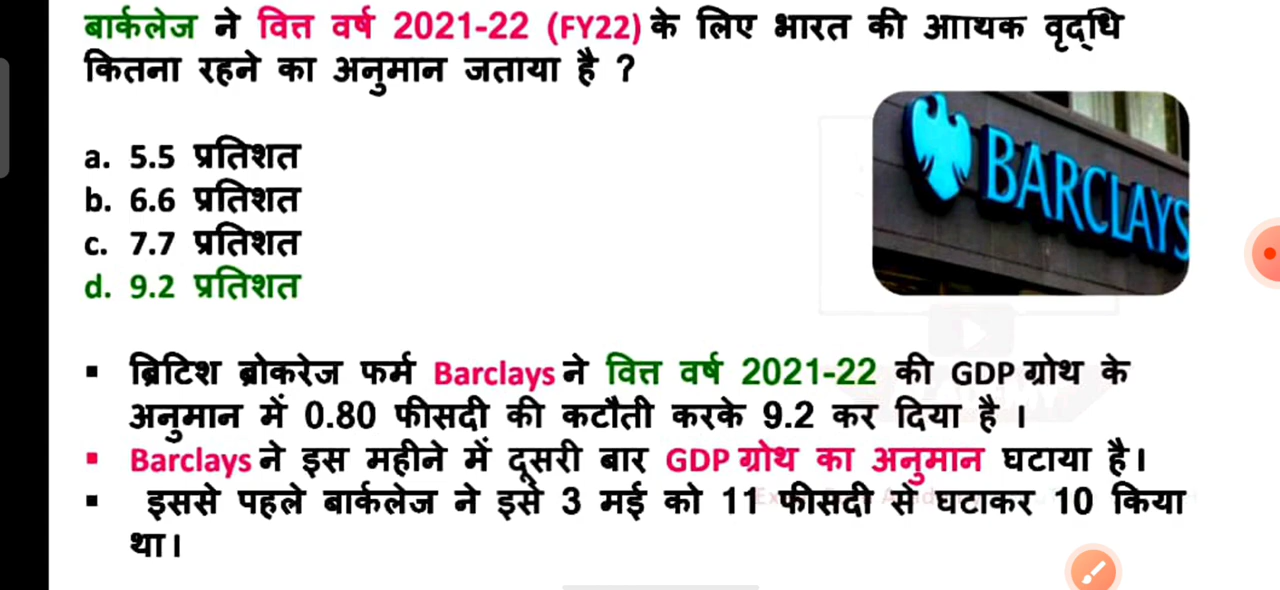 बार्कलेज ने वित्त वर्ष 2021-22 (FY22) के लिए भारत की आाथक वृद्धि
कितना रहने का अनुमान जताया है ?
a. 5.5 प्रतिशत
b. 6.6 प्रतिशत
c. 7.7 प्रतिशत
d. 9.2 प्रतिशत
BARCLAYS
▪ ब्रिटिश ब्रोकरेज फर्म Barclays ने वित्त वर्ष 2021-22 की GDP ग्रोथ के
अनुमान में 0.80 फीसदी की कटौती करके 9.2 कर दिया है ।
▪ Barclays ने इस महीने में दूसरी बार GDP ग्रोथ का अनुमान घटाया है।
▪ इससे पहले बार्कलेज ने इसे 3 मई को 11 फीसदी से घटाकर 10 किया
था।